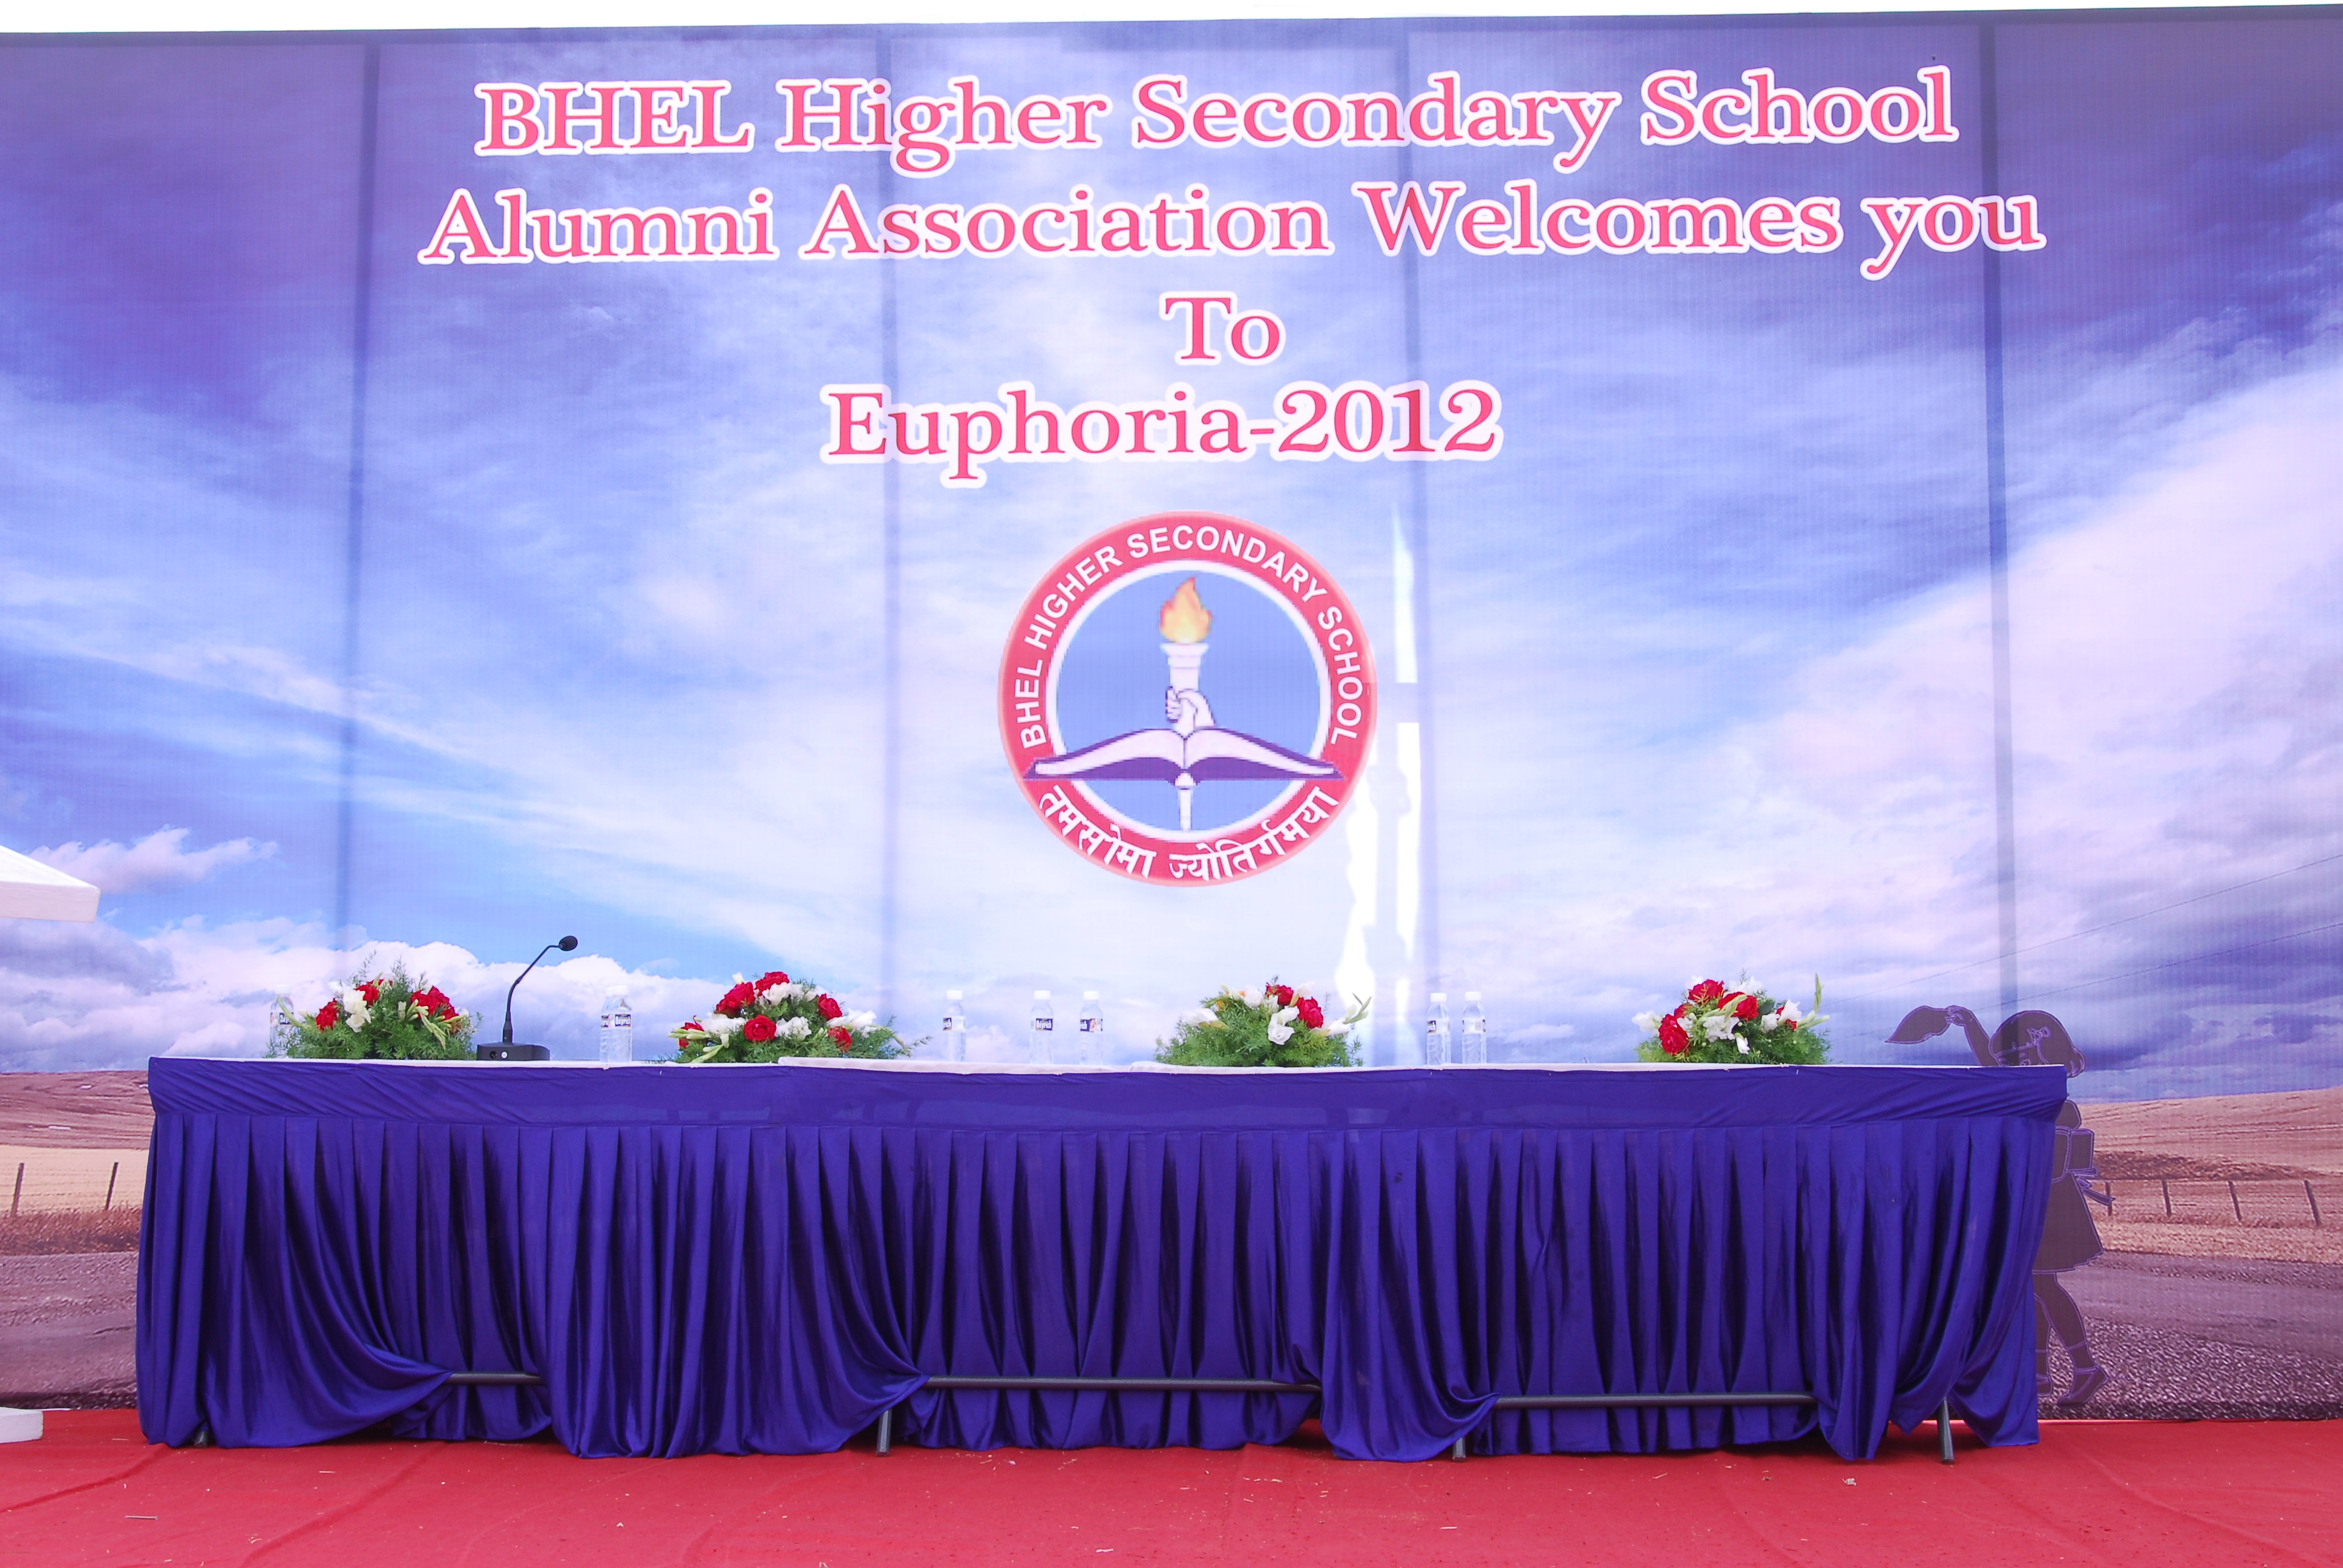 BHEL Higher Secondary School
Alumni Association Welcomes you
To
Euphoria-2012
BHEL HIGHER SECONDARY SCHOOL
तमसोमा ज्योतिर्गमया